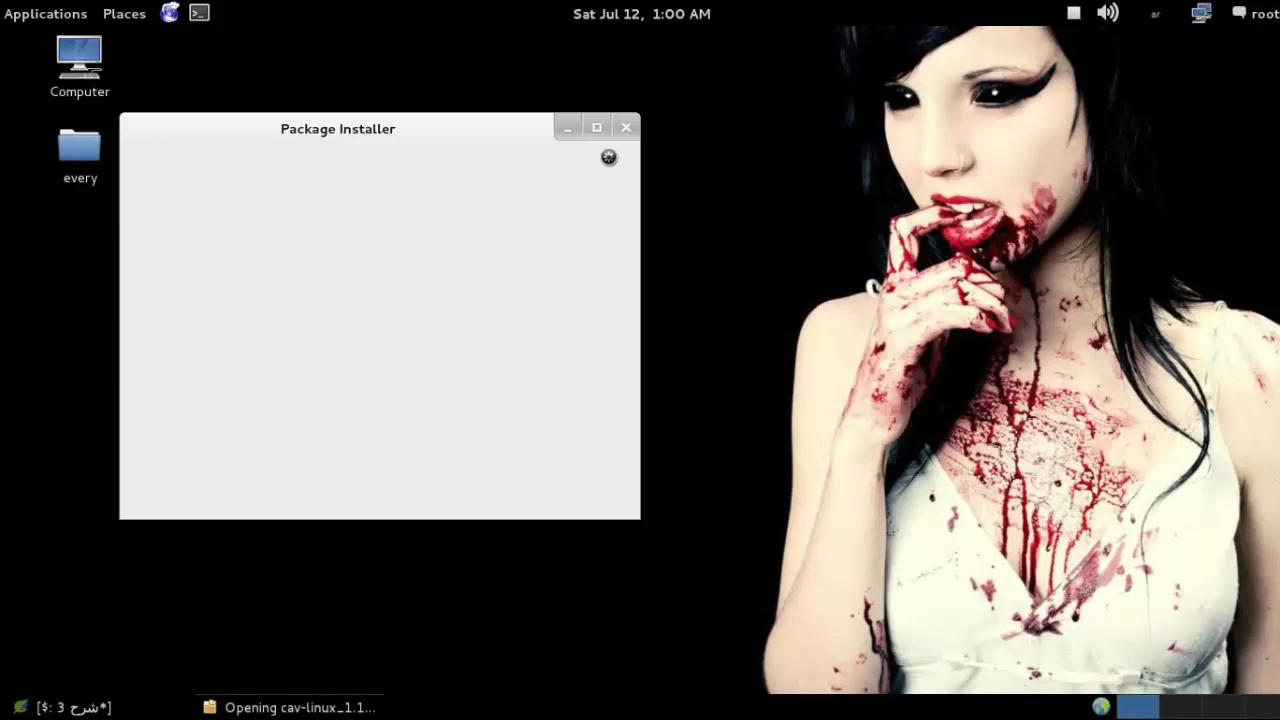 Applications Places
Sat Jul 12, 1:00 AM
ar
root
Computer
every
Package Installer
[$: 3 شرح*]
Opening cav-linux_1.1...